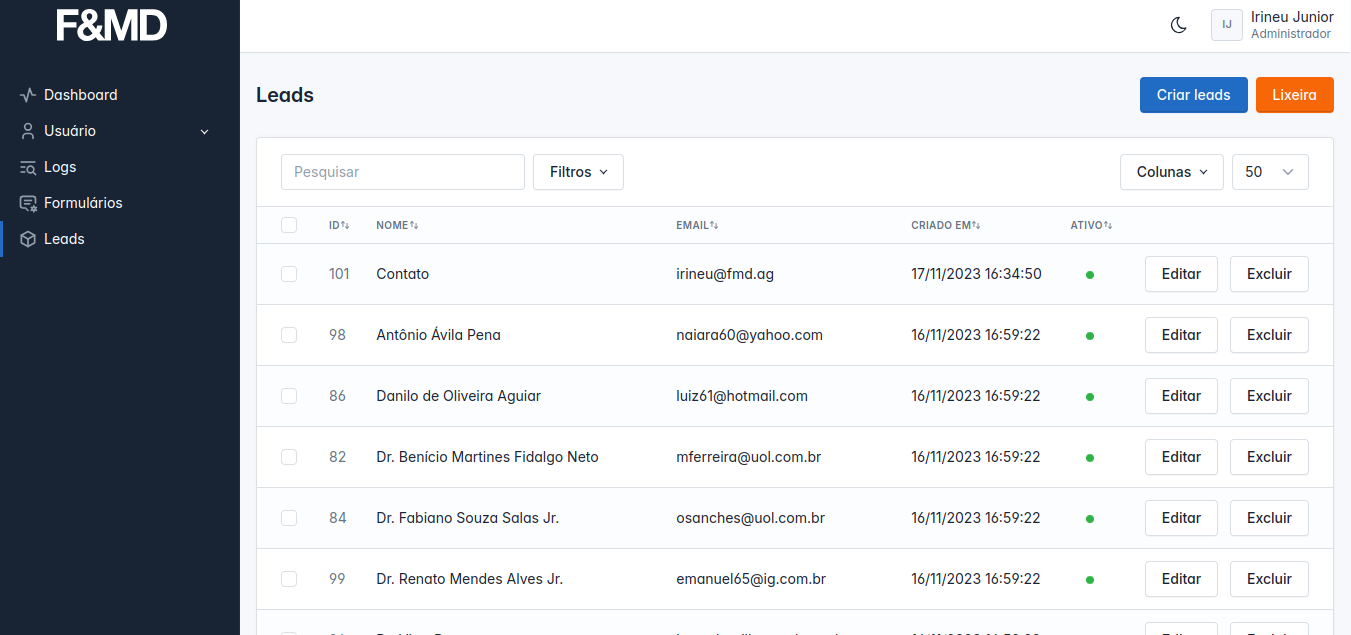 F&MD
IJ
Irineu Junior
Administrador
Dashboard
Usuário
Logs
Formulários
Leads
Leads
Criar leads
Lixeira
Pesquisar
Filtros
Colunas
50
ID NOME EMAIL CRIADO EM ATIVO
101 Contato irineu@fmd.ag 17/11/2023 16:34:50 Editar Excluir
98 Antônio Ávila Pena naiara60@yahoo.com 16/11/2023 16:59:22 Editar Excluir
86 Danilo de Oliveira Aguiar luiz61@hotmail.com 16/11/2023 16:59:22 Editar Excluir
82 Dr. Benício Martines Fidalgo Neto mferreira@uol.com.br 16/11/2023 16:59:22 Editar Excluir
84 Dr. Fabiano Souza Salas Jr. osanches@uol.com.br 16/11/2023 16:59:22 Editar Excluir
99 Dr. Renato Mendes Alves Jr. emanuel65@ig.com.br 16/11/2023 16:59:22 Editar Excluir